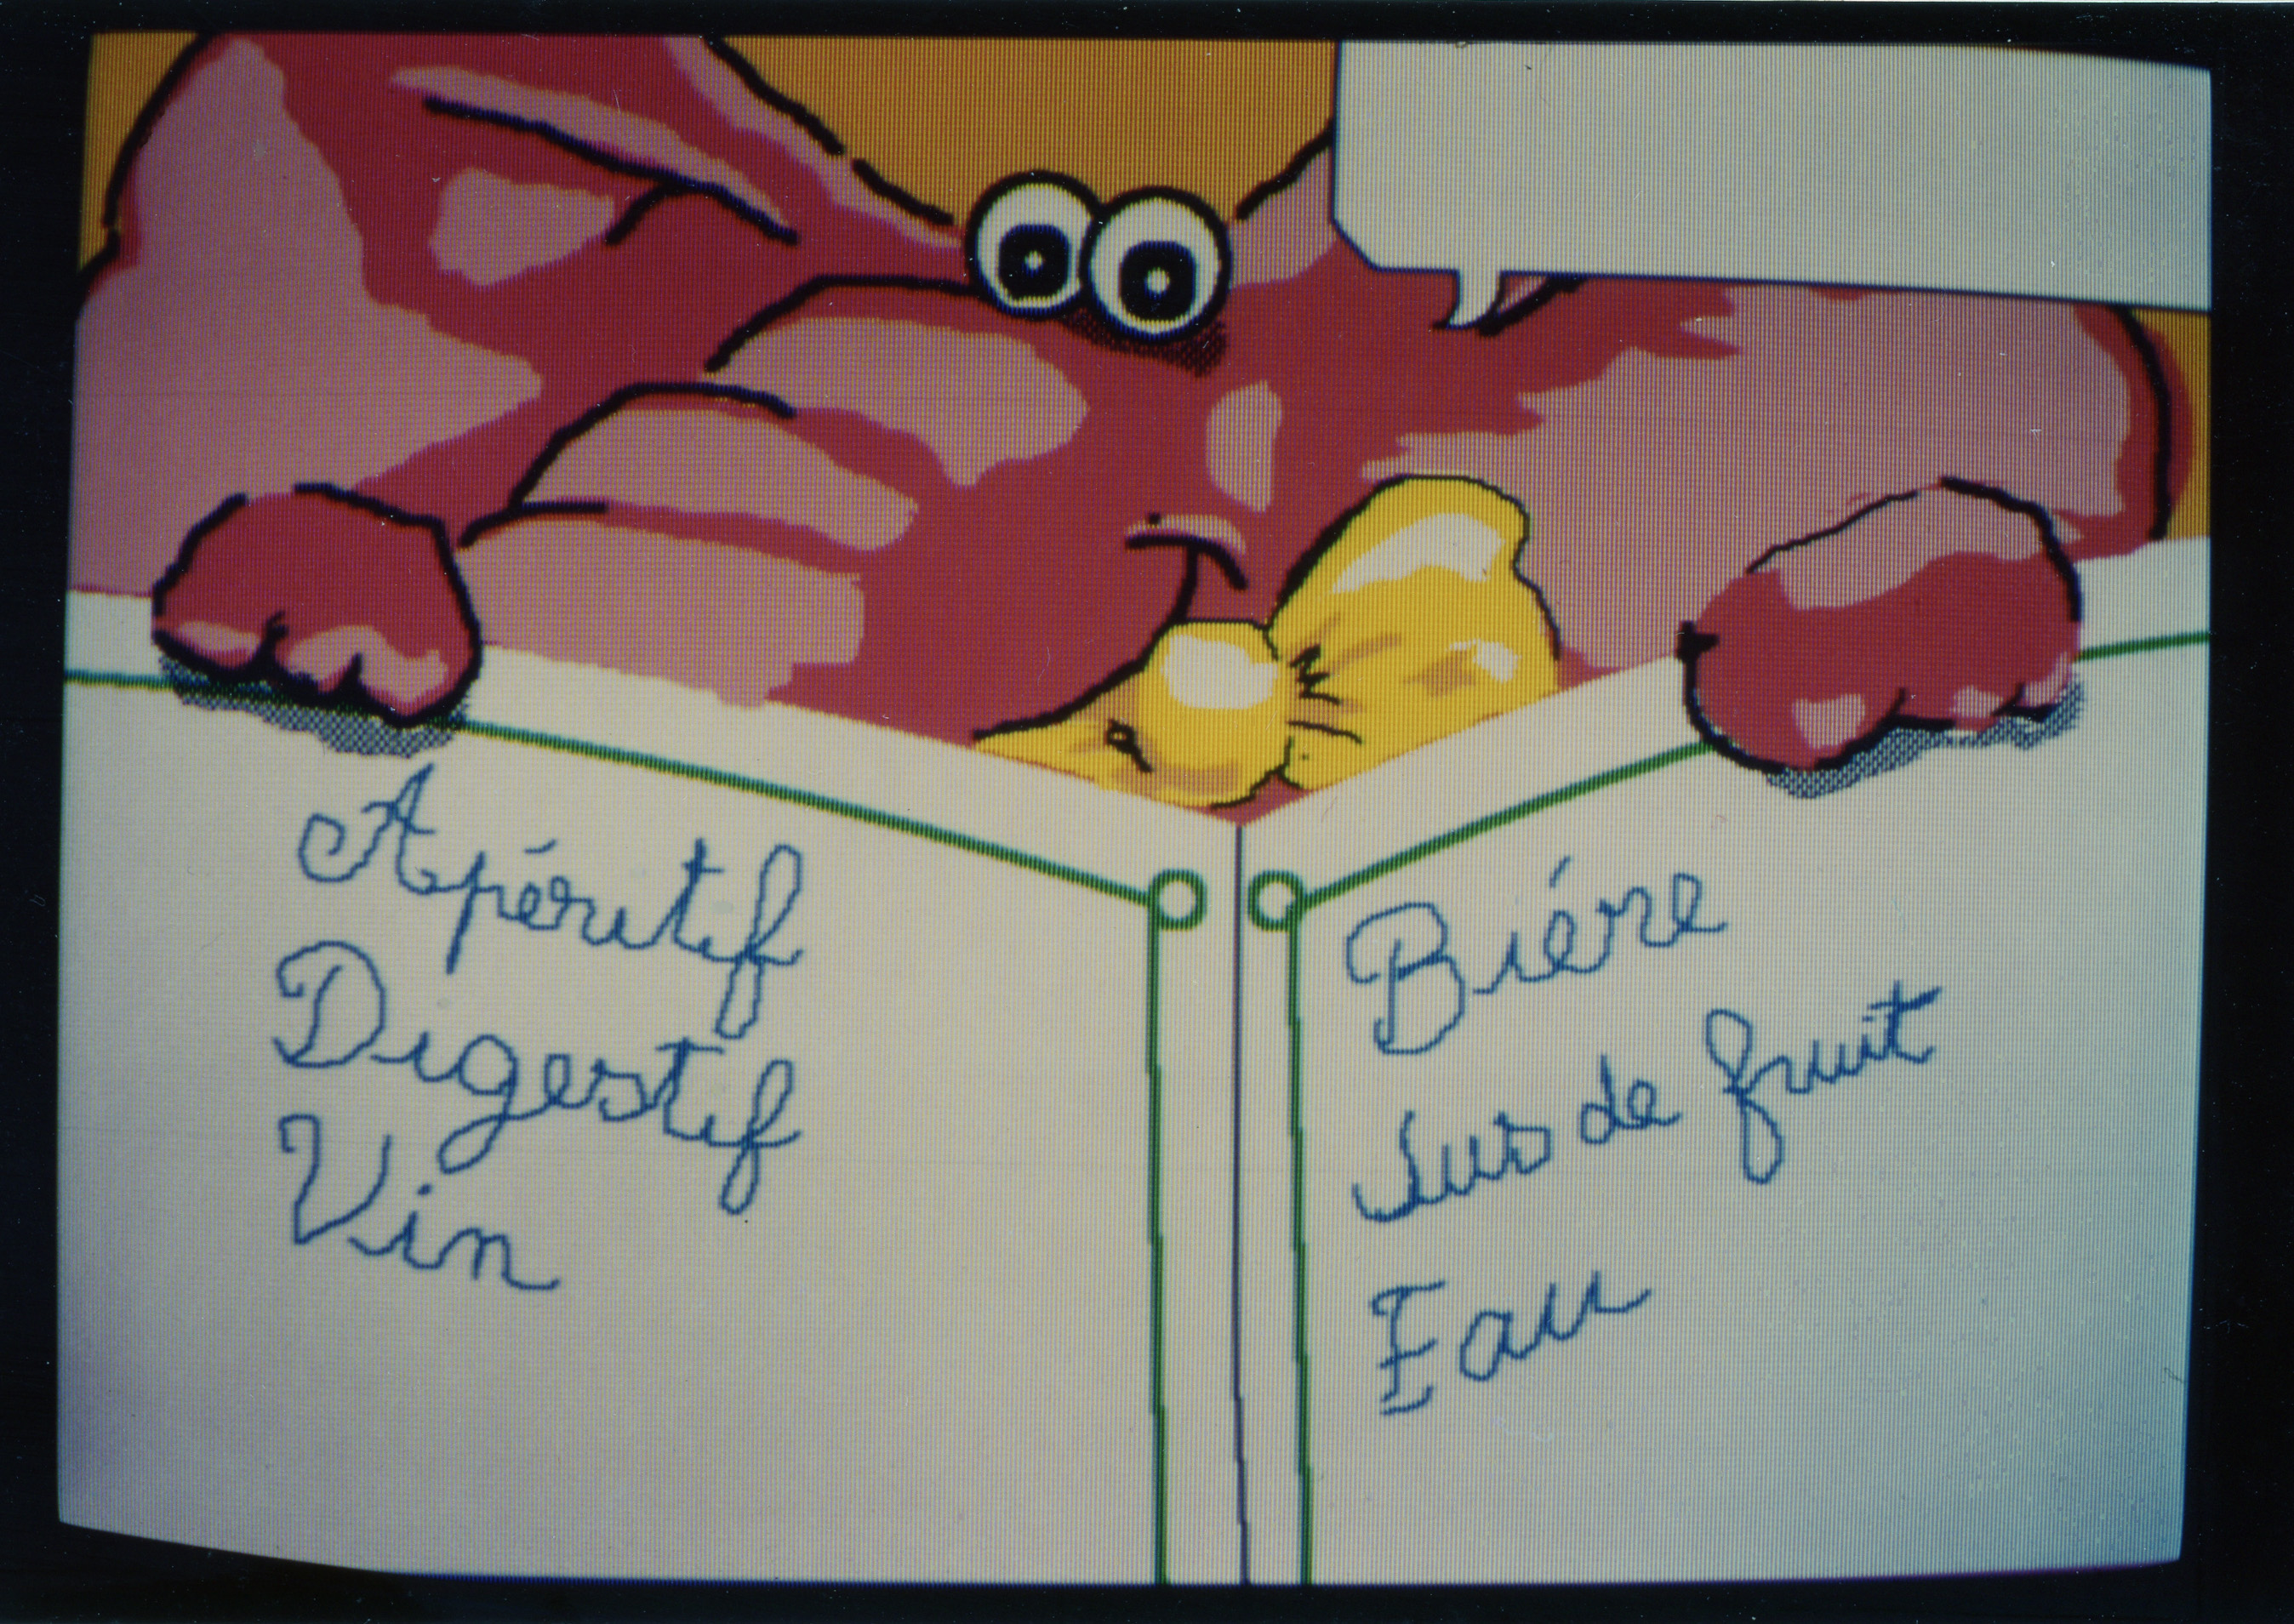 Apéritif
Digestif
Vin
Biére
Jus de fruit
Eau